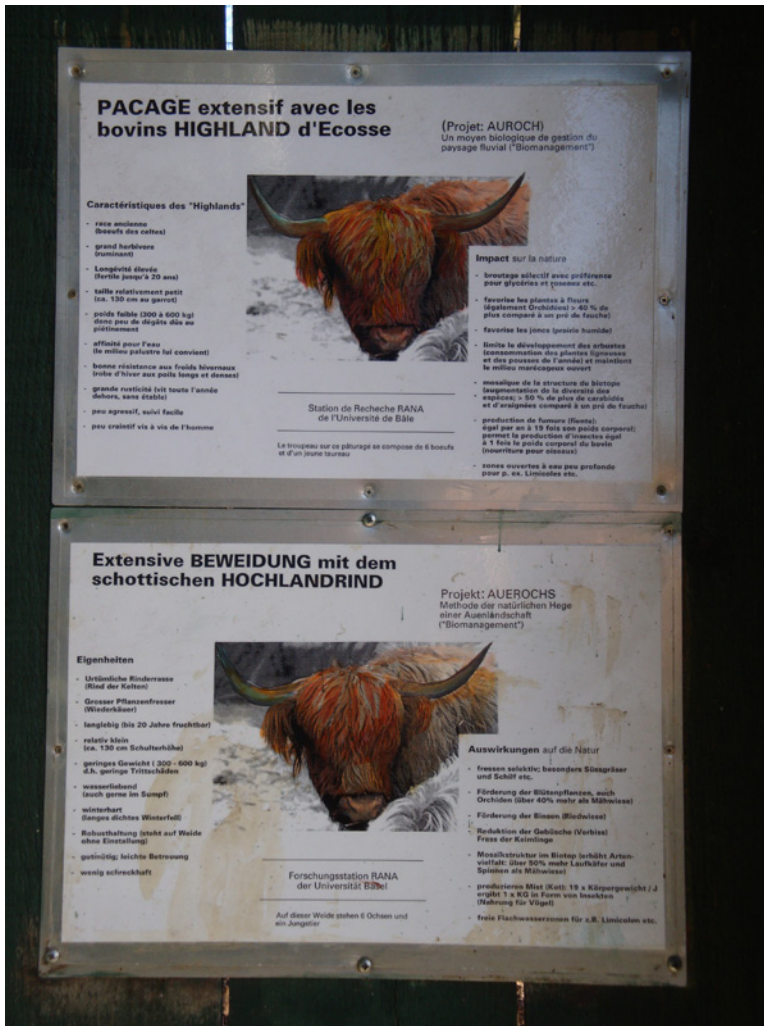 PACAGE extensif avec les
bovins HIGHLAND d'Ecosse
(Projet: AUROCH)
Un moyen biologique de gestion du
paysage fluvial ("Biomanagement")
Caractéristiques des "Highlands"
- race ancienne
(boeufs des celtes)
- grand herbivore
(ruminant)
- Longévité élevée
(fertile jusqu'à 20 ans)
- taille relativement petit
(ca. 130 cm au garrot)
- poids faible (300 à 600 kg)
donc peu de dégâts dûs au
piétinement
- affinité pour l'eau
(le milieu palustre lui convient)
- bonne résistance aux froids hivernaux
(robe d'hiver aux poils longs et denses)
- grande rusticité (vit toute l'année
dehors, sans étable)
- peu agressif, suivi facile
- peu craintif vis à vis de l'homme
Station de Recheche RANA
de l'Université de Bâle
Le troupeau sur ce pâturage se compose de 6 boeufs
et d'un jeune taureau
Impact sur la nature
- broutage sélectif avec préférence
pour glycéries et roseaux etc.
- favorise les plantes à fleurs
(également Orchidées) > 40 % de
plus comparé à un pré de fauche)
- favorise les joncs (prairie humide)
- limite le développement des arbustes
(consommation des plantes ligneuses
et des pousses de l'année) et maintient
le milieu marécageux ouvert
- mosaïque de la structure de biotope
(augmentation de la diversité des
espèces; > 50 % de plus de carabidés
et d'araignées comparé à un pré de fauche)
- production de fumure (fiente):
égal par an à 19 fois son poids corporel;
permet la production d'insectes égal
à 1 fois le poids corporel du bovin
(nourriture pour oiseaux)
- zones ouvertes à eau peu profonde
pour p. ex. Limicoles etc.
Extensive BEWEIDUNG mit dem
schottischen HOCHLANDRIND
Projekt: AUEROCHS
Methode der natürlichen Hege
einer Auenlandschaft
("Biomanagement")
Eigenheiten
- Urtümliche Rinderrasse
(Rind der Kelten)
- Grosser Pflanzenfresser
(Wiederkäuer)
- langlebig (bis 20 Jahre fruchtbar)
- relativ klein
(ca. 130 cm Schulterhöhe)
- geringes Gewicht ( 300 - 600 kg)
d.h. geringe Trittschäden
- wasserliebend
(auch gerne im Sumpf)
- winterhart
(langes dichtes Winterfell)
- Robusthaltung (steht auf Weide
ohne Einstallung)
- gutmütig; leichte Betreuung
- wenig schreckhaft
Forschungsstation RANA
der Universität Basel
Auf dieser Weide stehen 6 Ochsen und
ein Jungstier
Auswirkungen auf die Natur
- fressen selektiv; besonders Süssgräser
und Schilf etc.
- Förderung der Blütenpflanzen, auch
Orchideen (über 40% mehr als Mähwiese)
- Förderung der Binsen (Riedwiese)
- Reduktion der Gebüsche (Verbiss)
Frass der Keimlinge
- Mosaikstruktur im Biotop (erhöht Arten-
vielfalt: über 50% mehr Laufkäfer und
Spinnen als Mähwiese)
- produzieren Mist (Kot): 19 x Körpergewicht / J
ergibt 1 x KG in Form von Insekten
(Nahrung für Vögel)
- freie Flachwasserzonen für z.B. Limicolen etc.